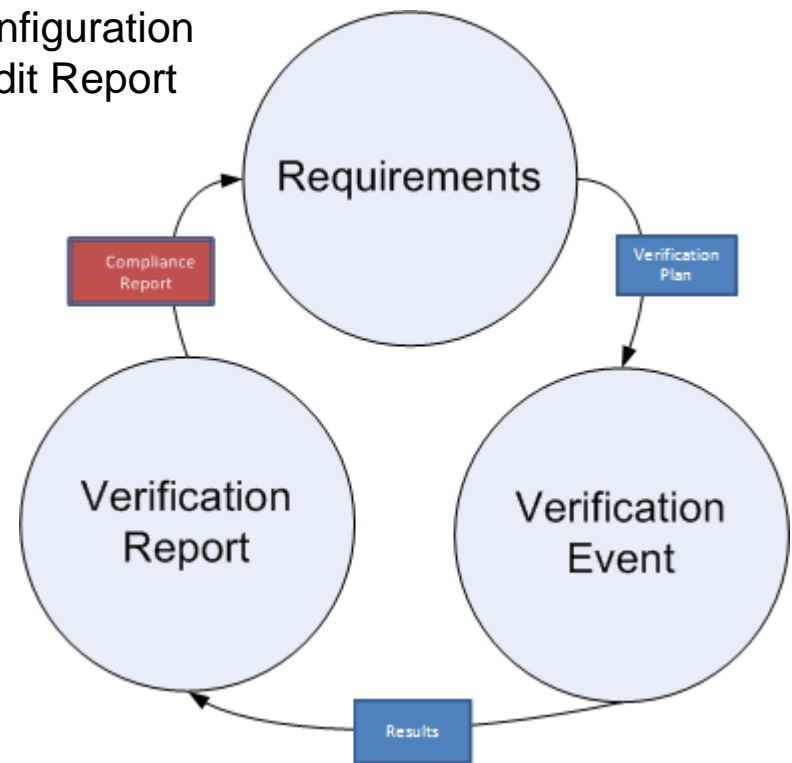 nfiguration
dit Report
Requirements
Compliance
Report
Verification
Plan
Verification
Report
Verification
Event
Results